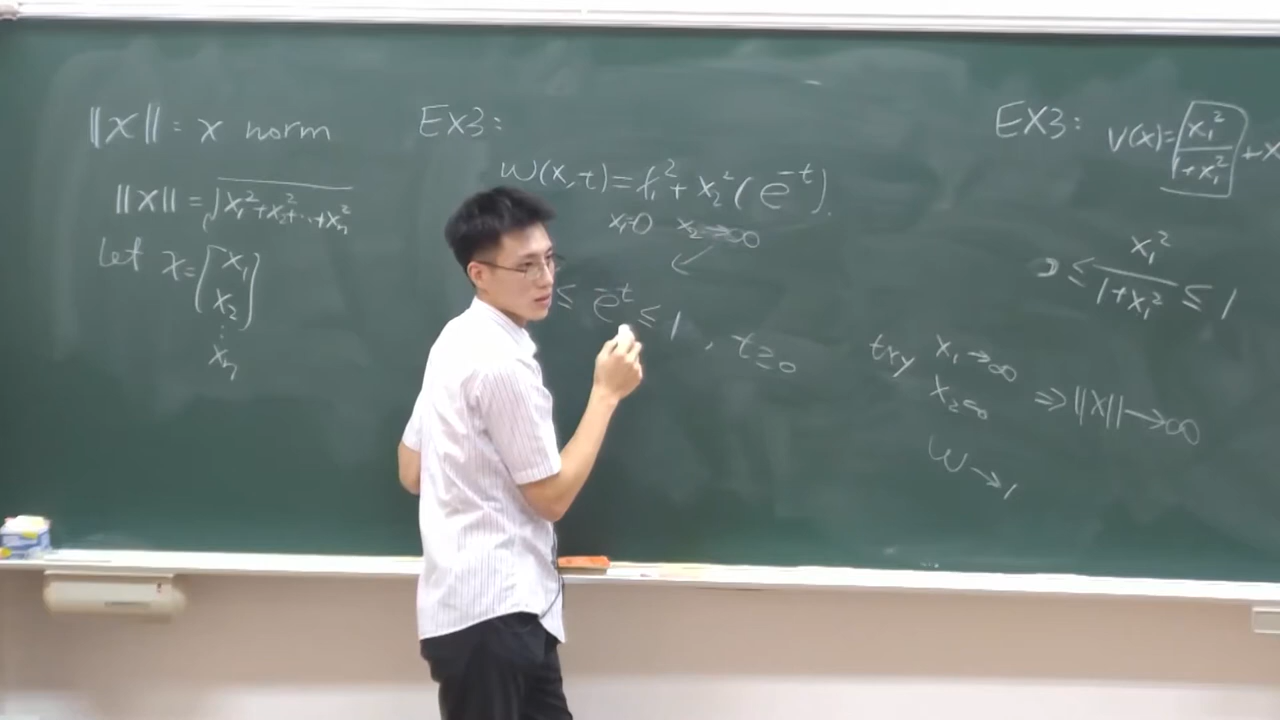 ||x|| = x norm
||x|| = √(x₁²+x₂²+⋯+xₙ²)
Let x = (x₁
x₂
⋮
xₙ)
EX3:
W(x,t) = x₁² + x₂² (e⁻ᵗ).
x₁=0 x₂→∞
≤ e⁻ᵗ ≤ 1, t≥0
EX3: V(x) = x₁²/(1+x₁²) + x
0 ≤ x₁²/(1+x₁²) ≤ 1
try x₁→∞
x₂=0 ⇒ ||x||→∞
W→1